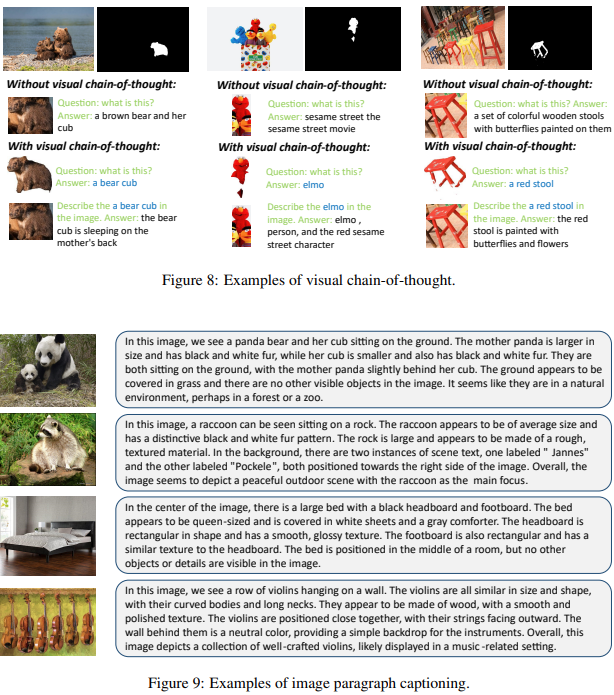 Without visual chain-of-thought:
Question: what is this?
Answer: a brown bear and her
cub
With visual chain-of-thought:
Question: what is this?
Answer: a bear cub
Describe the a bear cub in
the image. Answer: the bear
cub is sleeping on the
mother's back
Without visual chain-of-thought:
Question: what is this?
Answer: sesame street the
sesame street movie
With visual chain-of-thought:
Question: what is this?
Answer: elmo
Describe the elmo in the
image. Answer: elmo ,
person, and the red sesame
street character
Without visual chain-of-thought:
Question: what is this? Answer:
a set of colorful wooden stools
with butterflies painted on them
With visual chain-of-thought:
Question: what is this?
Answer: a red stool
Describe the a red stool in
the image. Answer: the red
stool is painted with
butterflies and flowers
Figure 8: Examples of visual chain-of-thought.
In this image, we see a panda bear and her cub sitting on the ground. The mother panda is larger in
size and has black and white fur, while her cub is smaller and also has black and white fur. They are
both sitting on the ground, with the mother panda slightly behind her cub. The ground appears to be
covered in grass and there are no other visible objects in the image. It seems like they are in a natural
environment, perhaps in a forest or a zoo.
In this image, a raccoon can be seen sitting on a rock. The raccoon appears to be of average size and
has a distinctive black and white fur pattern. The rock is large and appears to be made of a rough,
textured material. In the background, there are two instances of scene text, one labeled " Jannes"
and the other labeled "Pockele", both positioned towards the right side of the image. Overall, the
image seems to depict a peaceful outdoor scene with the raccoon as the main focus.
In the center of the image, there is a large bed with a black headboard and footboard. The bed
appears to be queen-sized and is covered in white sheets and a gray comforter. The headboard is
rectangular in shape and has a smooth, glossy texture. The footboard is also rectangular and has a
similar texture to the headboard. The bed is positioned in the middle of a room, but no other
objects or details are visible in the image.
In this image, we see a row of violins hanging on a wall. The violins are all similar in size and shape,
with their curved bodies and long necks. They appear to be made of wood, with a smooth and
polished texture. The violins are positioned close together, with their strings facing outward. The
wall behind them is a neutral color, providing a simple backdrop for the instruments. Overall, this
image depicts a collection of well-crafted violins, likely displayed in a music -related setting.
Figure 9: Examples of image paragraph captioning.